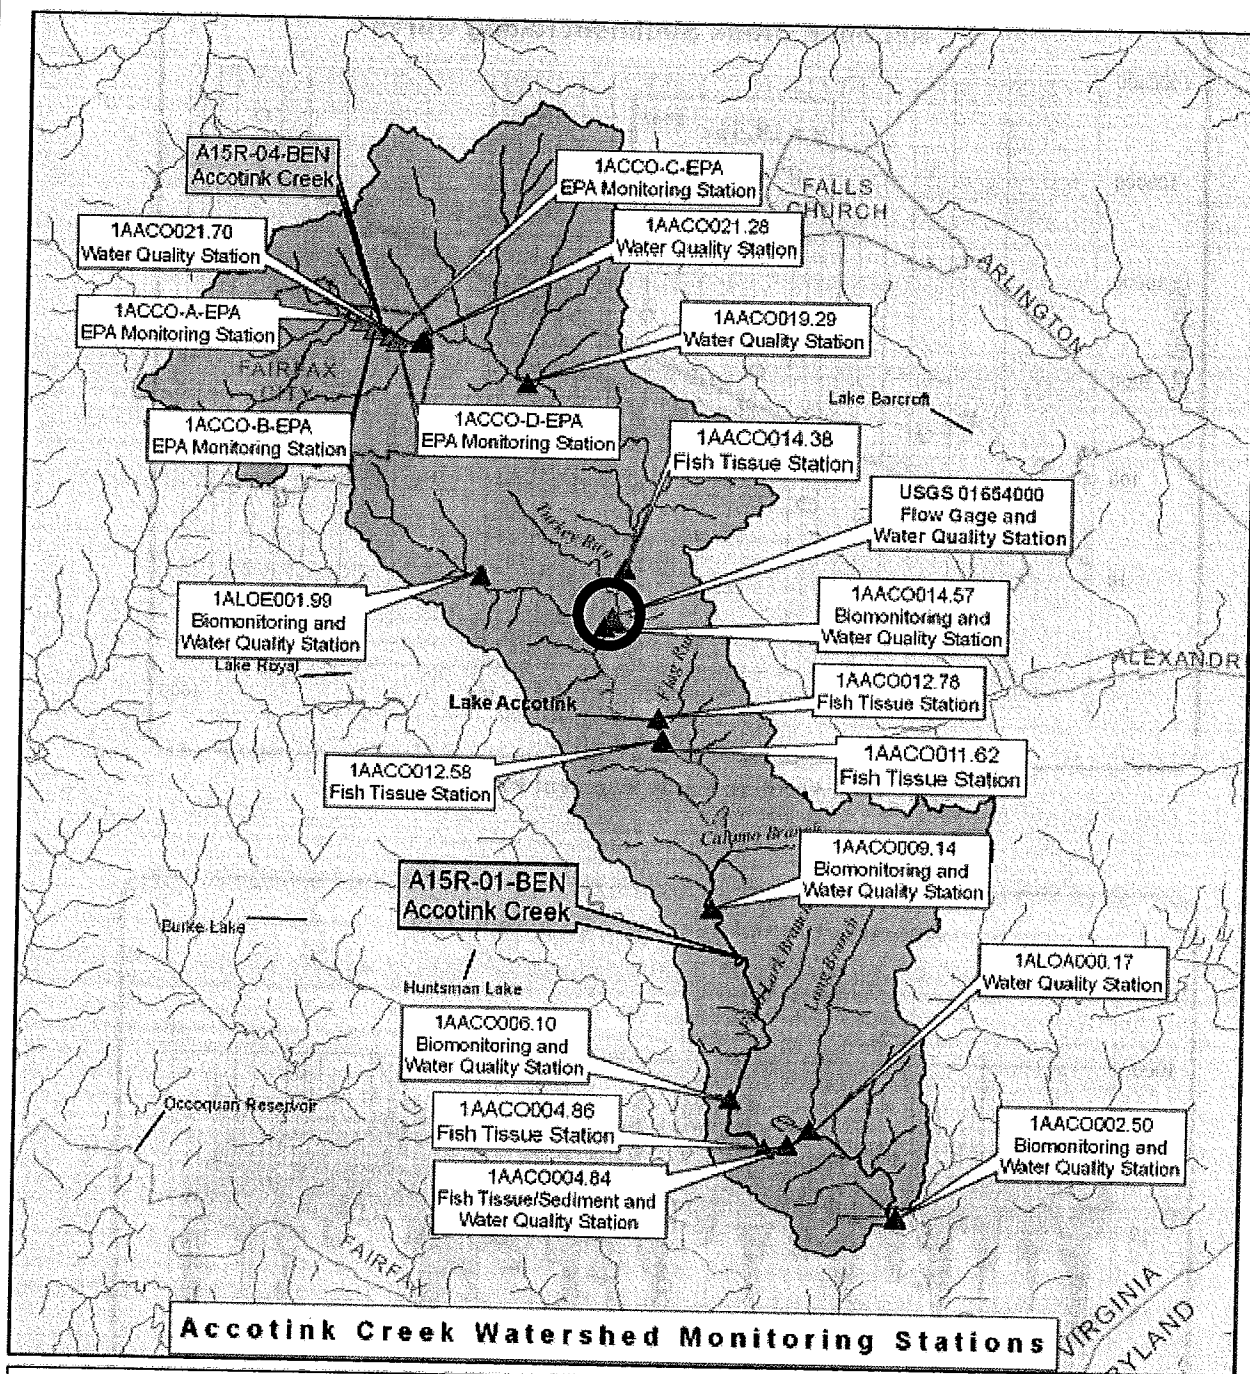 A15R-04-BEN
Accotink Creek
1ACCO-C-EPA
EPA Monitoring Station
FALLS
CHURCH
1AACO021.70
Water Quality Station
1AACO021.28
Water Quality Station
ARLINGTON
1ACCO-A-EPA
EPA Monitoring Station
1AACO019.29
Water Quality Station
FAIRFAX
CITY
Lake Barcroft
1ACCO-B-EPA
EPA Monitoring Station
1ACCO-D-EPA
EPA Monitoring Station
1AACO014.38
Fish Tissue Station
USGS 01654000
Flow Gage and
Water Quality Station
Turkey Run
1ALOE001.99
Biomonitoring and
Water Quality Station
1AACO014.57
Biomonitoring and
Water Quality Station
Lake Royal
ALEXANDR
Flag Run
1AACO012.78
Fish Tissue Station
Lake Accotink
1AACO012.58
Fish Tissue Station
1AACO011.62
Fish Tissue Station
Calamo Branch
1AACO009.14
Biomonitoring and
Water Quality Station
A15R-01-BEN
Accotink Creek
Burke Lake
Long Branch
1ALOA000.17
Water Quality Station
Huntsman Lake
1AACO006.10
Biomonitoring and
Water Quality Station
Occoquan Reservoir
1AACO004.86
Fish Tissue Station
1AACO002.50
Biomonitoring and
Water Quality Station
1AACO004.84
Fish Tissue/Sediment and
Water Quality Station
FAIRFAX
VIRGINIA
RYLAND
Accotink Creek Watershed Monitoring Stations